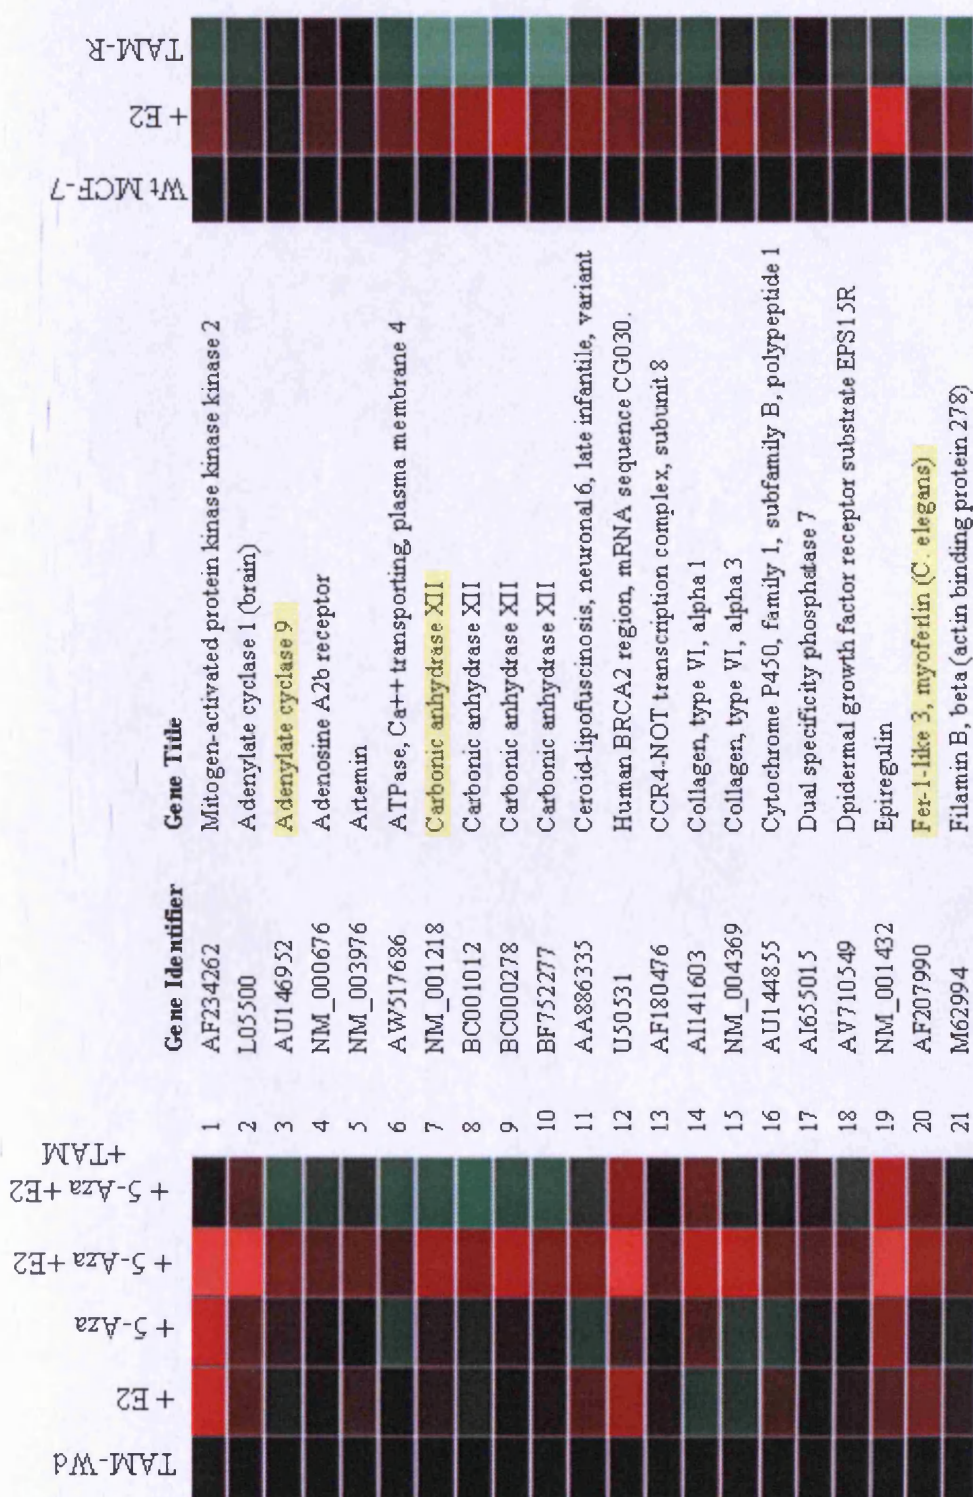 TAM-Wd
+ E2
+ 5-Aza
+ 5-Aza +E2
+ 5-Aza +E2
+TAM
Gene Identifier Gene Title
Wt MCF-7
+ E2
TAM-R
1 AF234262 Mitogen-activated protein kinase kinase kinase 2
2 L05500 Adenylate cyclase 1 (brain)
3 AU146952 Adenylate cyclase 9
4 NM_000676 Adenosine A2b receptor
5 NM_003976 Artemin
6 AW517686 ATPase, Ca++ transporting, plasma membrane 4
7 NM_001218 Carbonic anhydrase XII
8 BC001012 Carbonic anhydrase XII
9 BC000278 Carbonic anhydrase XII
10 BF752277 Carbonic anhydrase XII
11 AA886335 Ceroid-lipofuscinosis, neuronal 6, late infantile, variant
12 U50531 Human BRCA2 region, mRNA sequence CG030.
13 AF180476 CCR4-NOT transcription complex, subunit 8
14 AI141603 Collagen, type VI, alpha 1
15 NM_004369 Collagen, type VI, alpha 3
16 AU144855 Cytochrome P450, family 1, subfamily B, polypeptide 1
17 AI655015 Dual specificity phosphatase 7
18 AV710549 Dpidermal growth factor receptor substrate EPS15R
19 NM_001432 Epiregulin
20 AF207990 Fer-1-like 3, myoferlin (C. elegans)
21 M62994 Filamin B, beta (actin binding protein 278)